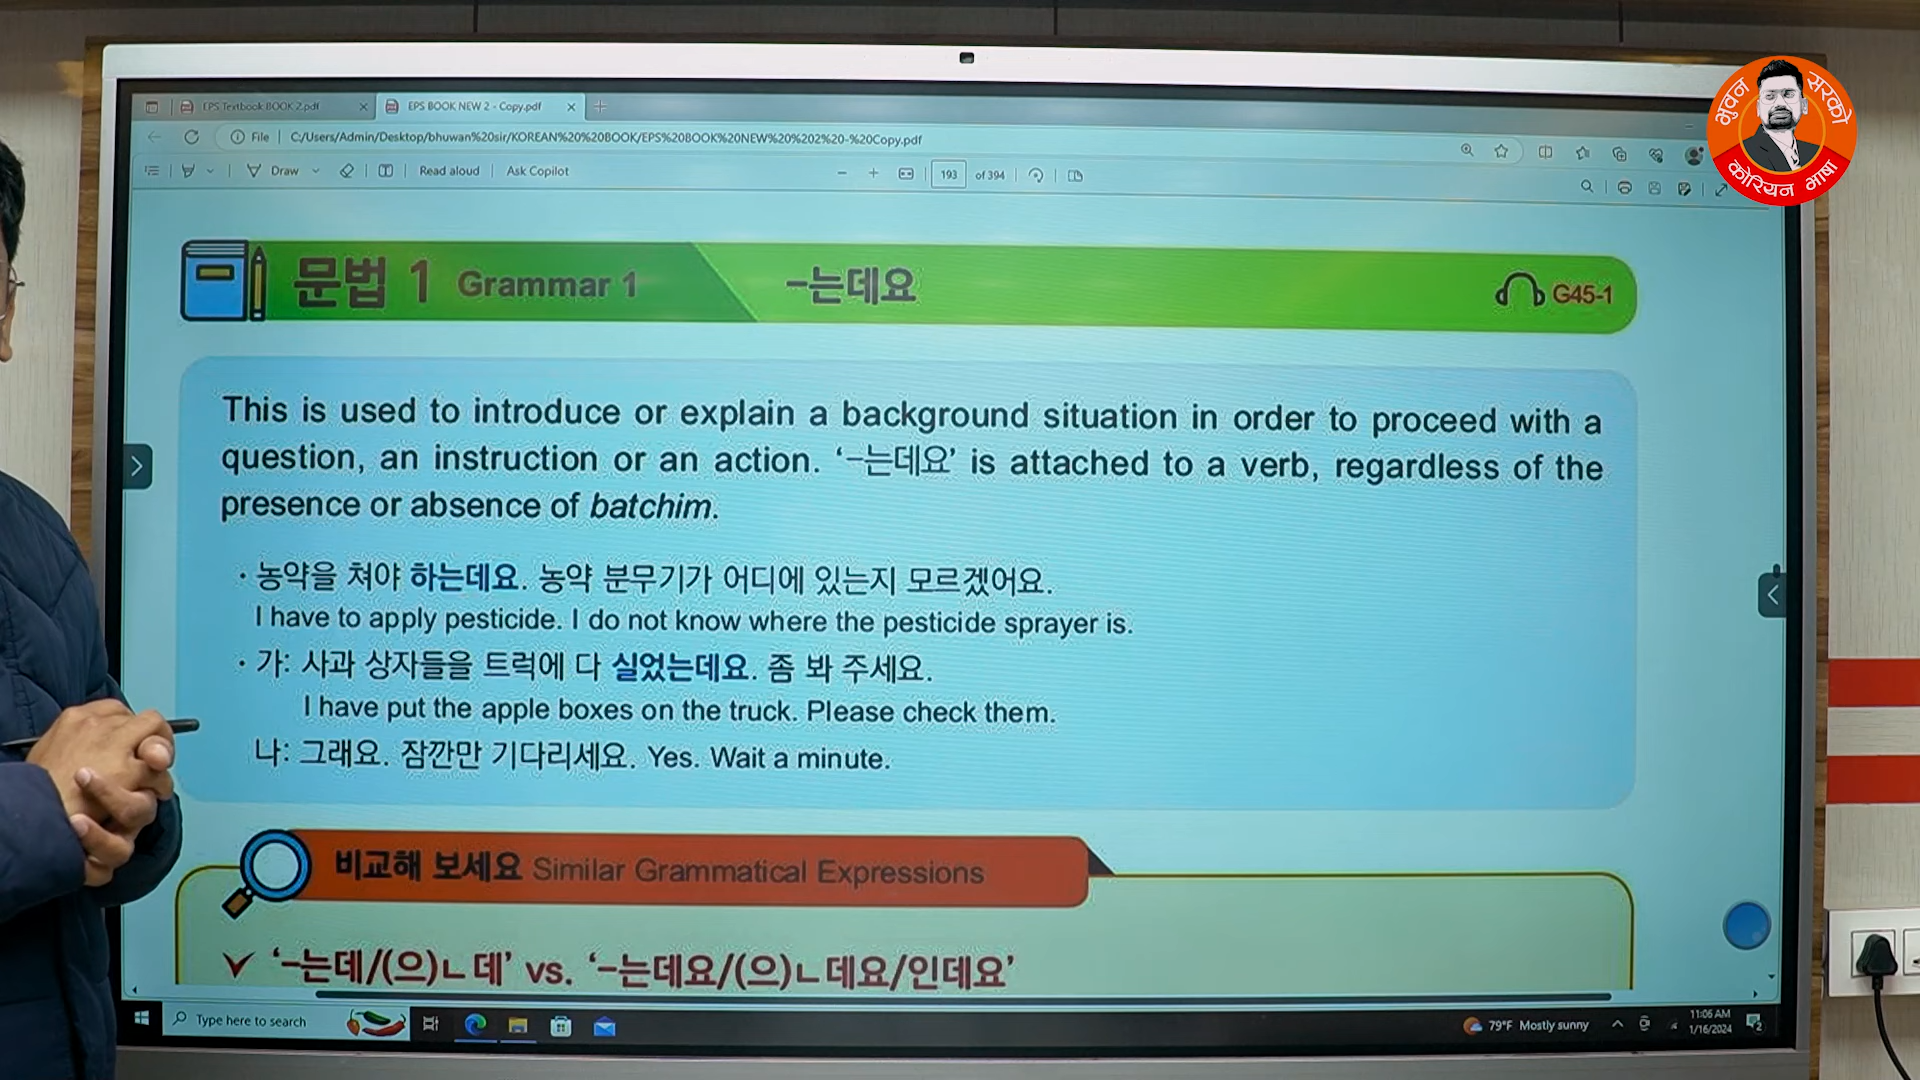 EPS Textbook BOOK 2.pdf
EPS BOOK NEW 2 - Copy.pdf
File C:/Users/Admin/Desktop/bhuwan%20sir/KOREAN%20%20BOOK/EPS%20BOOK%20NEW%20%202%20-%20Copy.pdf
Draw Read aloud Ask Copilot 193 of 394
भुवन सरको
कोरियन भाषा
문법 1 Grammar 1 -는데요 G45-1
This is used to introduce or explain a background situation in order to proceed with a
question, an instruction or an action. ‘-는데요’ is attached to a verb, regardless of the
presence or absence of batchim.
· 농약을 쳐야 하는데요. 농약 분무기가 어디에 있는지 모르겠어요.
I have to apply pesticide. I do not know where the pesticide sprayer is.
· 가: 사과 상자들을 트럭에 다 실었는데요. 좀 봐 주세요.
I have put the apple boxes on the truck. Please check them.
나: 그래요. 잠깐만 기다리세요. Yes. Wait a minute.
비교해 보세요 Similar Grammatical Expressions
‘-는데/(으)ㄴ데’ vs. ‘-는데요/(으)ㄴ데요/인데요’
Type here to search
79°F Mostly sunny
11:05 AM
1/16/2024
2